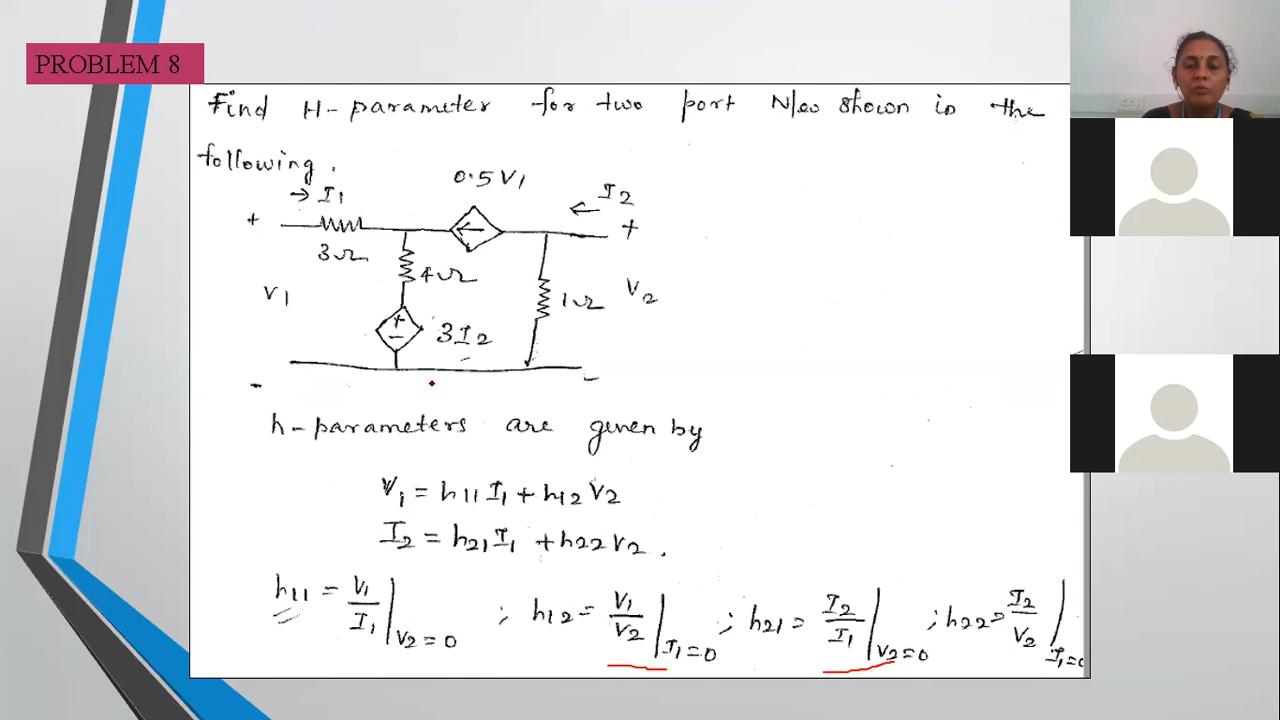 PROBLEM 8
Find H-parameter for two port N/w shown in the
following.
→ I1
0.5 V1
← I2
+
+
3Ω
4Ω
V1
1Ω
V2
+
-
3I2
-
-
h-parameters are given by
V1 = h11 I1 + h12 V2
I2 = h21 I1 + h22 V2 .
h11 = V1/I1 | V2=0 ; h12 = V1/V2 | I1=0 ; h21 = I2/I1 | V2=0 ; h22 = I2/V2 | I1=0